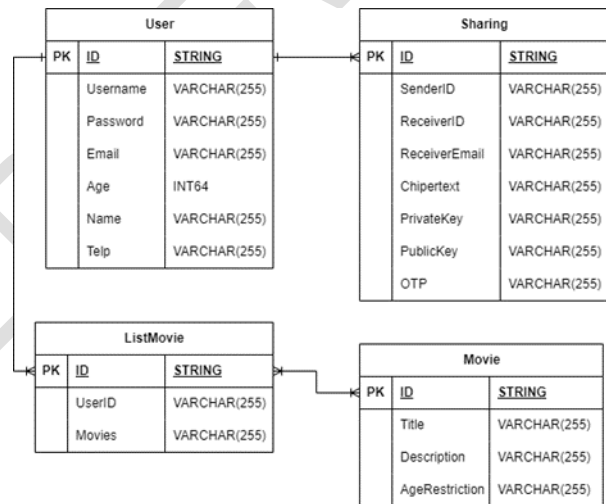 User
PK ID STRING
Username VARCHAR(255)
Password VARCHAR(255)
Email VARCHAR(255)
Age INT64
Name VARCHAR(255)
Telp VARCHAR(255)
Sharing
PK ID STRING
SenderID VARCHAR(255)
ReceiverID VARCHAR(255)
ReceiverEmail VARCHAR(255)
Chipertext VARCHAR(255)
PrivateKey VARCHAR(255)
PublicKey VARCHAR(255)
OTP VARCHAR(255)
ListMovie
PK ID STRING
UserID VARCHAR(255)
Movies VARCHAR(255)
Movie
PK ID STRING
Title VARCHAR(255)
Description VARCHAR(255)
AgeRestriction VARCHAR(255)